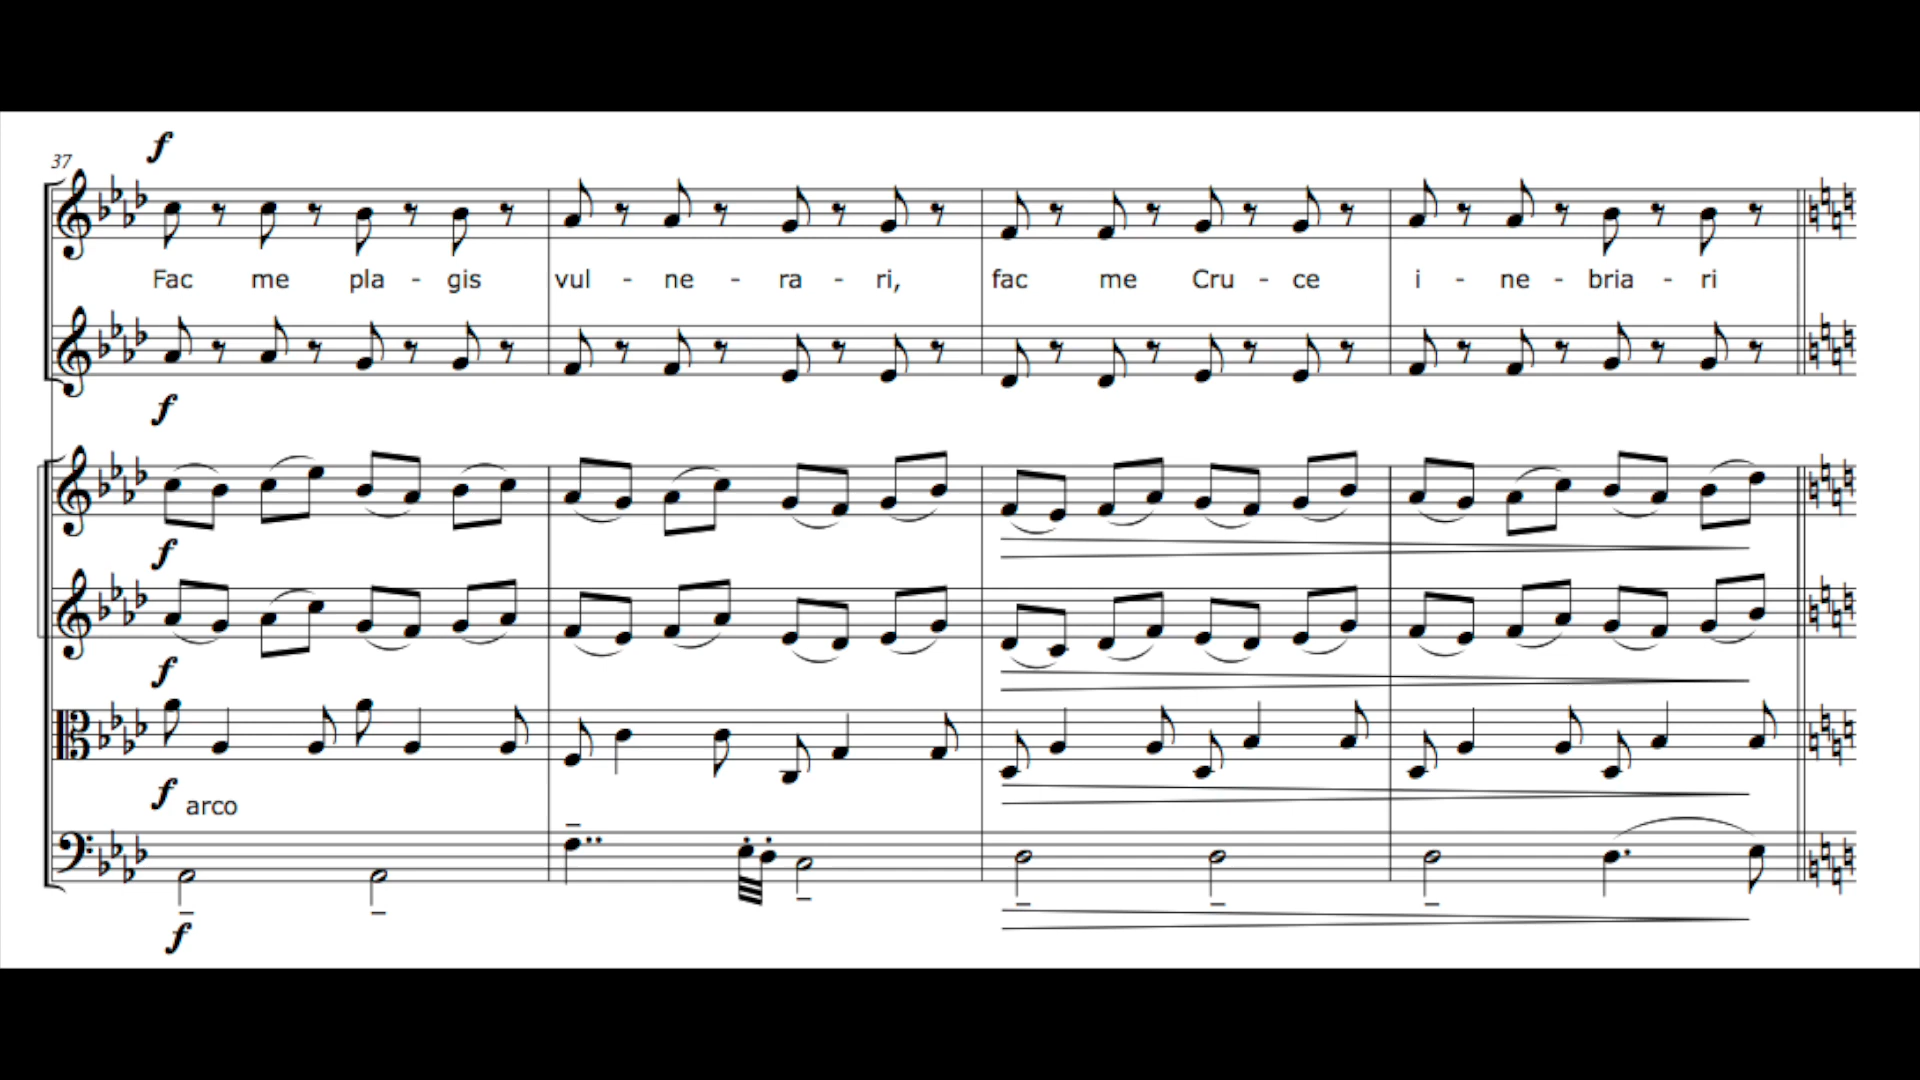 f
37
Fac me pla - gis vul - ne - ra - ri, fac me Cru - ce i - ne - bria - ri
f
f
f
f arco
f